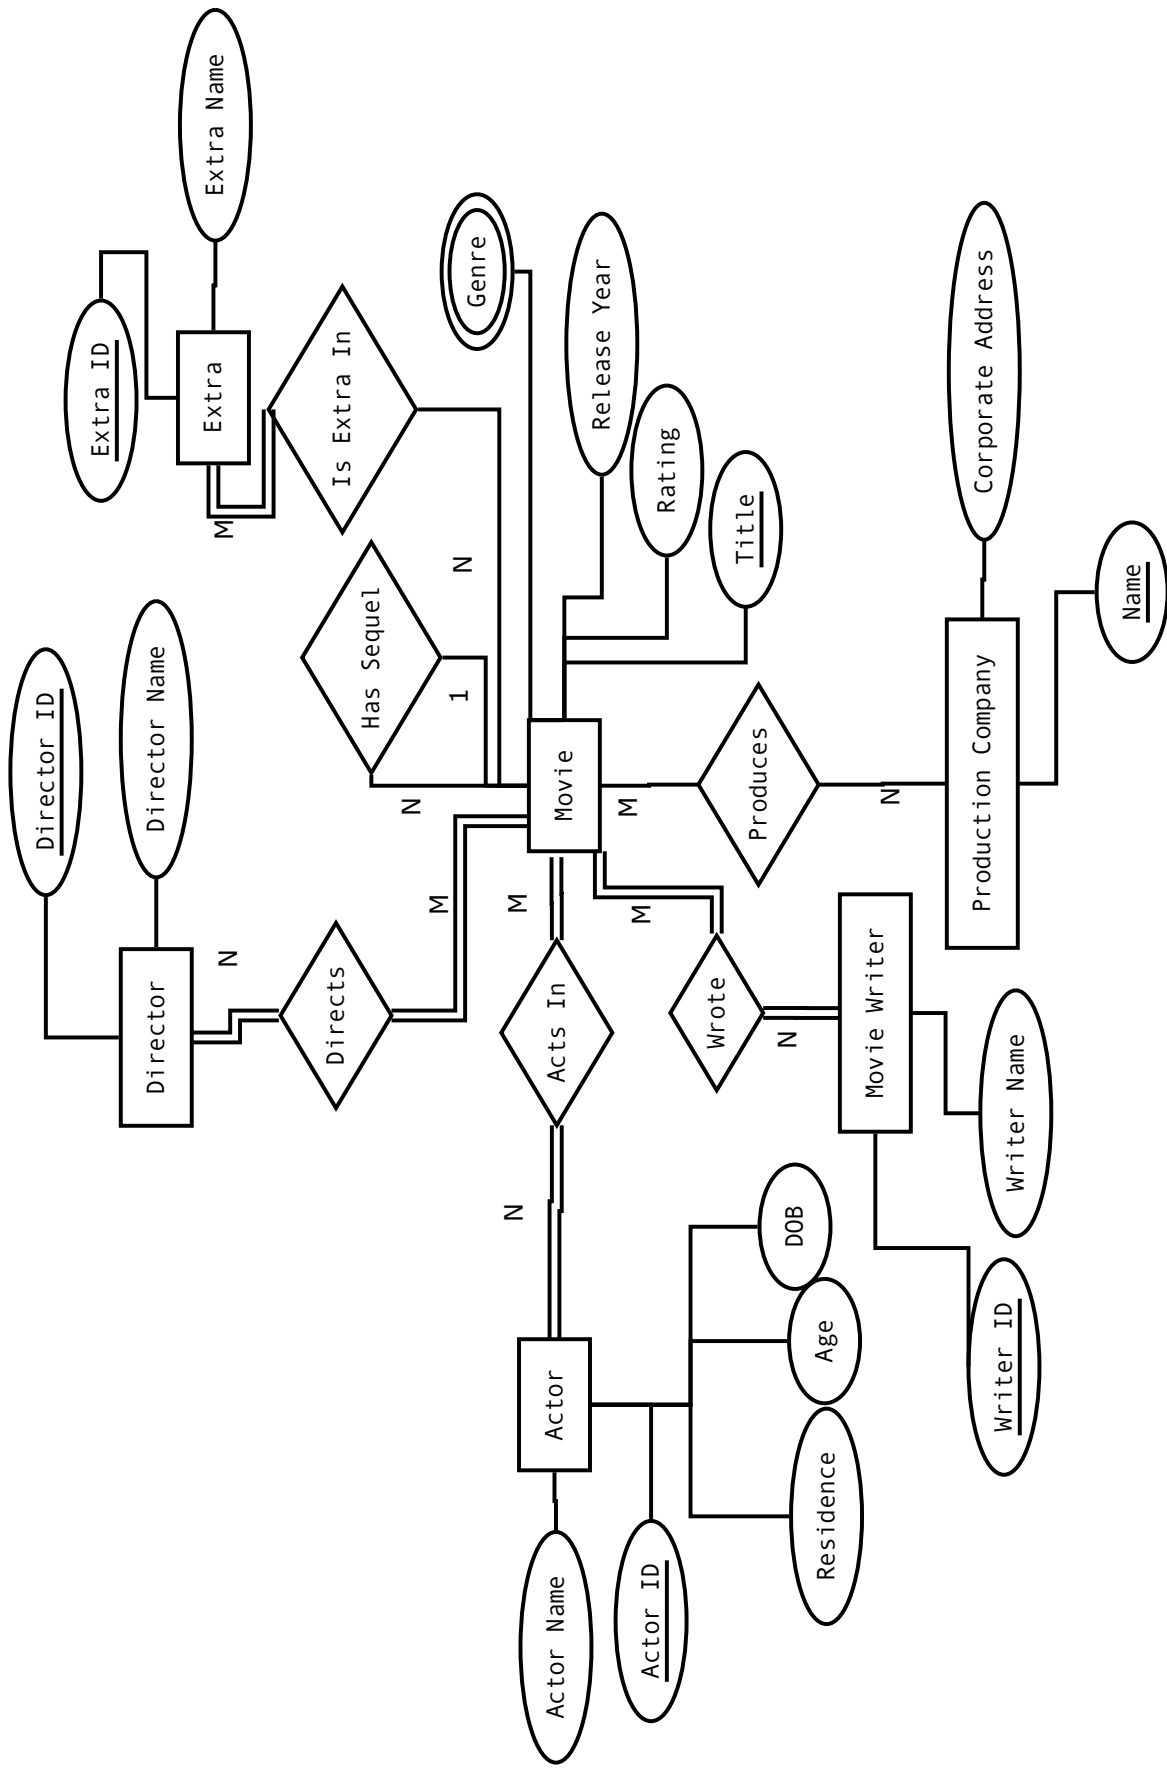 Director ID
Extra ID
Director
Director Name
Extra
Extra Name
N
M
Directs
Is Extra In
Has Sequel
N
M
1
N
Genre
N
M
Actor Name
Actor
Acts In
Movie
Release Year
M
M
Actor ID
Rating
Wrote
Title
Produces
DOB
N
Residence
Age
Movie Writer
N
Production Company
Corporate Address
Writer ID
Writer Name
Name